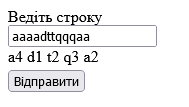 Ведіть строку
aaaadttqqqaa
a4 d1 t2 q3 a2
Відправити